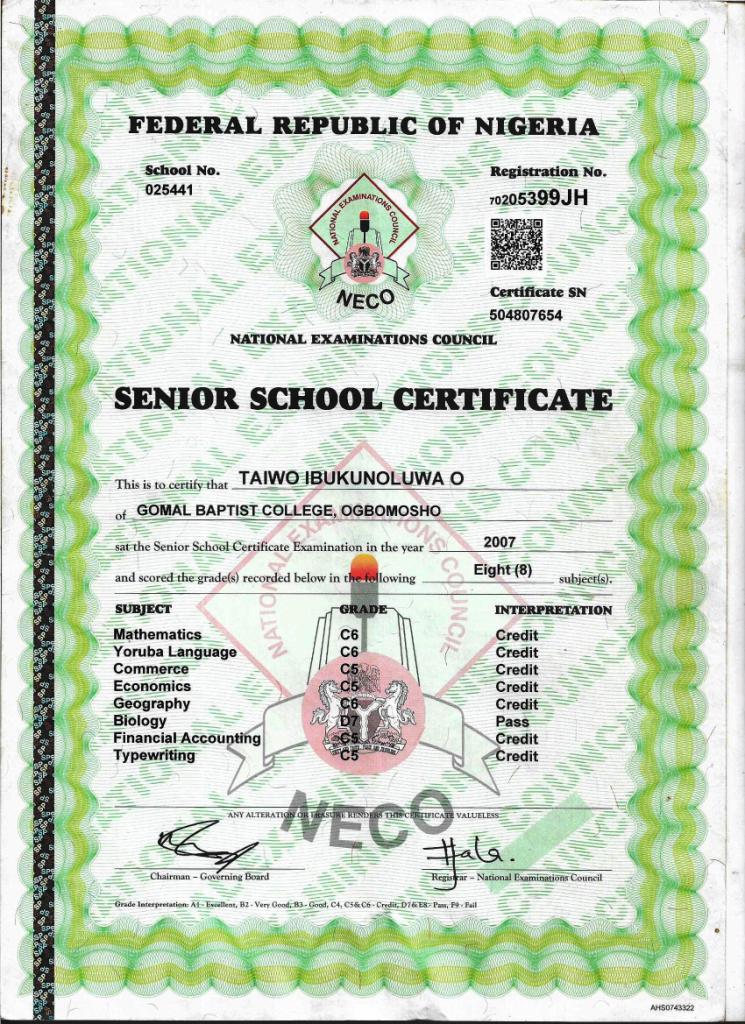 FEDERAL REPUBLIC OF NIGERIA
School No.
025441
Registration No.
70205399JH
NATIONAL EXAMINATIONS COUNCIL
NECO
Certificate SN
504807654
NATIONAL EXAMINATIONS COUNCIL
SENIOR SCHOOL CERTIFICATE
This is to certify that TAIWO IBUKUNOLUWA O
of GOMAL BAPTIST COLLEGE, OGBOMOSHO
sat the Senior School Certificate Examination in the year 2007
and scored the grade(s) recorded below in the following Eight (8) subject(s).
NATIONAL EXAMINATIONS COUNCIL
SUBJECT GRADE INTERPRETATION
Mathematics C6 Credit
Yoruba Language C6 Credit
Commerce C5 Credit
Economics C5 Credit
Geography C6 Credit
Biology D7 Pass
Financial Accounting C5 Credit
Typewriting C5 Credit
NECO
ANY ALTERATION OR ERASURE RENDERS THIS CERTIFICATE VALUELESS
Chairman – Governing Board
Registrar – National Examinations Council
Grade Interpretation: A1 - Excellent, B2 - Very Good, B3 - Good, C4, C5 & C6 - Credit, D7 & E8 - Pass, F9 - Fail
AHS0743322